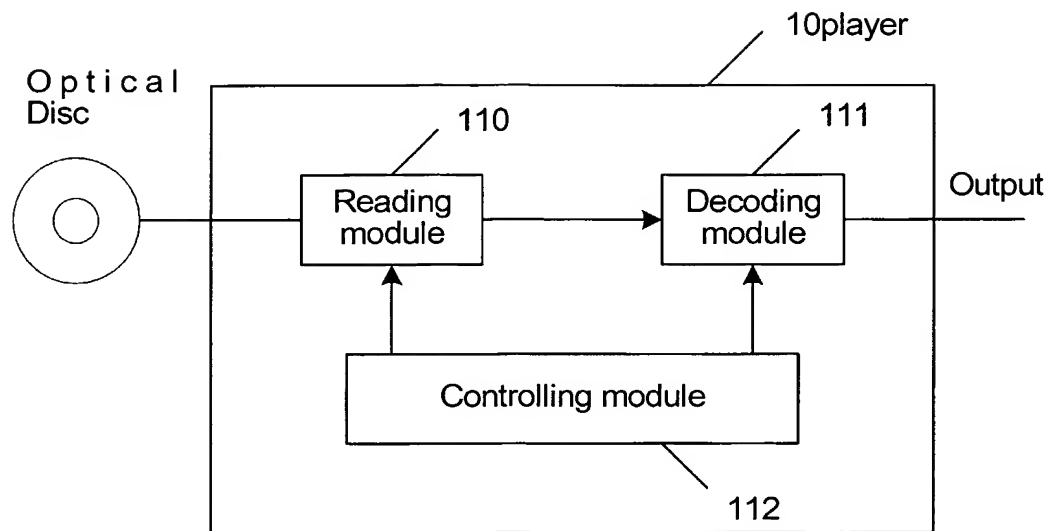 10player
Optical
Disc
110
111
Reading
module
Decoding
module
Output
Controlling module
112